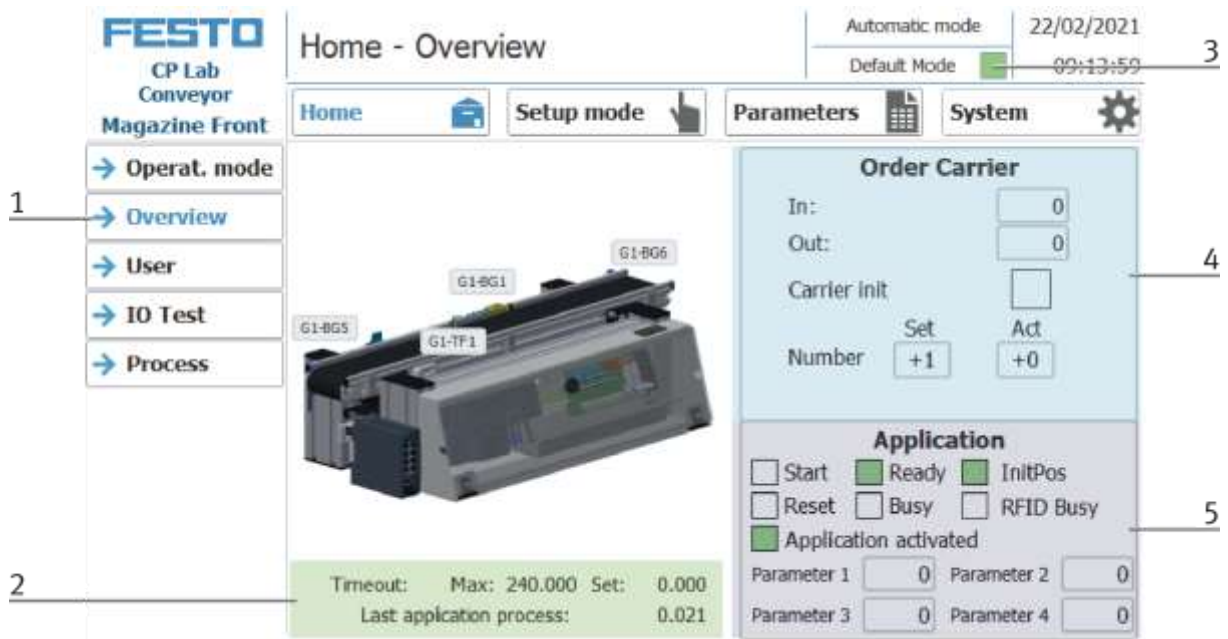 FESTO
CP Lab
Conveyor
Magazine Front
Home - Overview
Automatic mode
22/02/2021
Default Mode
09:13:59
3
Home
Setup mode
Parameters
System
Operat. mode
1
Overview
User
IO Test
Process
G1-BG6
G1-BG1
G1-BG5
G1-TF1
Order Carrier
In: 0
Out: 0
4
Carrier init
Set Act
Number +1 +0
Application
Start Ready InitPos
Reset Busy RFID Busy
5
Application activated
Parameter 1 0 Parameter 2 0
Parameter 3 0 Parameter 4 0
2
Timeout: Max: 240.000 Set: 0.000
Last application process: 0.021